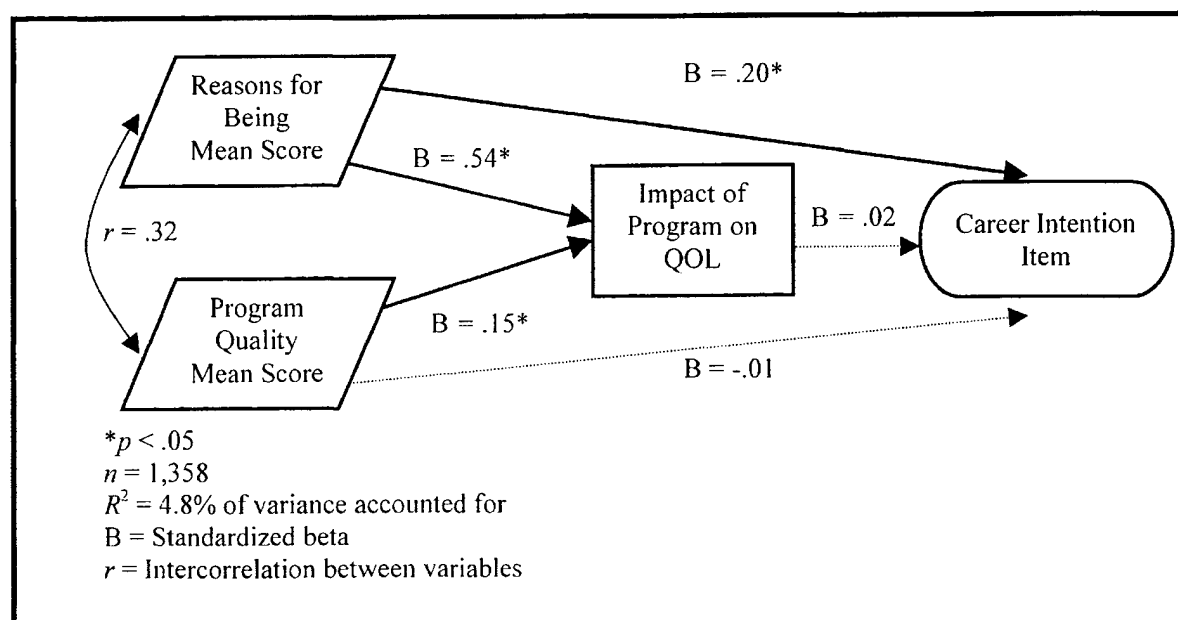 Reasons for
Being
Mean Score
B = .20*
B = .54*
Impact of
Program on
QOL
B = .02
Career Intention
Item
r = .32
Program
Quality
Mean Score
B = .15*
B = -.01
*p < .05
n = 1,358
R² = 4.8% of variance accounted for
B = Standardized beta
r = Intercorrelation between variables